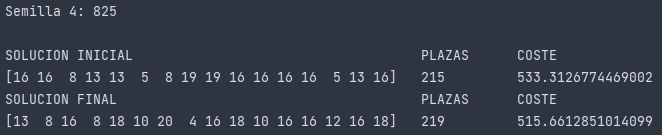 Semilla 4: 825
SOLUCION INICIAL PLAZAS COSTE
[16 16  8 13 13  5  8 19 19 16 16 16 16  5 13 16] 215 533.3126774469002
SOLUCION FINAL PLAZAS COSTE
[13  8 16  8 18 10 20  4 16 18 10 16 16 12 16 18] 219 515.6612851014099